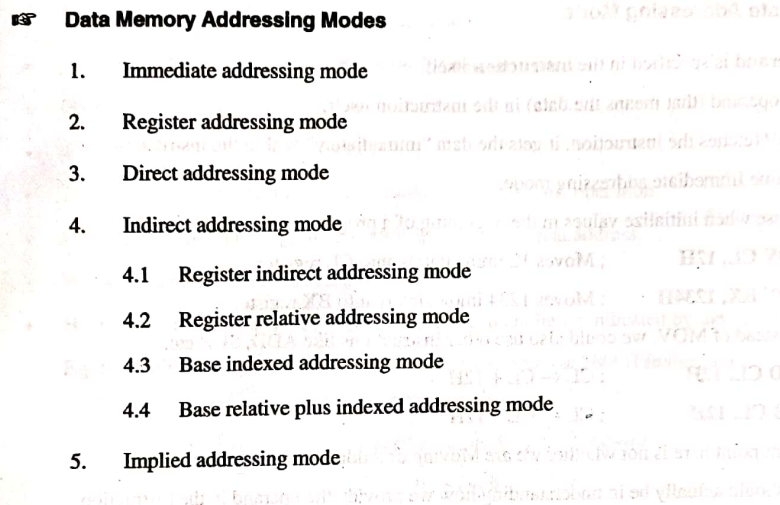 ☞ Data Memory Addressing Modes
1. Immediate addressing mode
2. Register addressing mode
3. Direct addressing mode
4. Indirect addressing mode
4.1 Register indirect addressing mode
4.2 Register relative addressing mode
4.3 Base indexed addressing mode
4.4 Base relative plus indexed addressing mode
5. Implied addressing mode